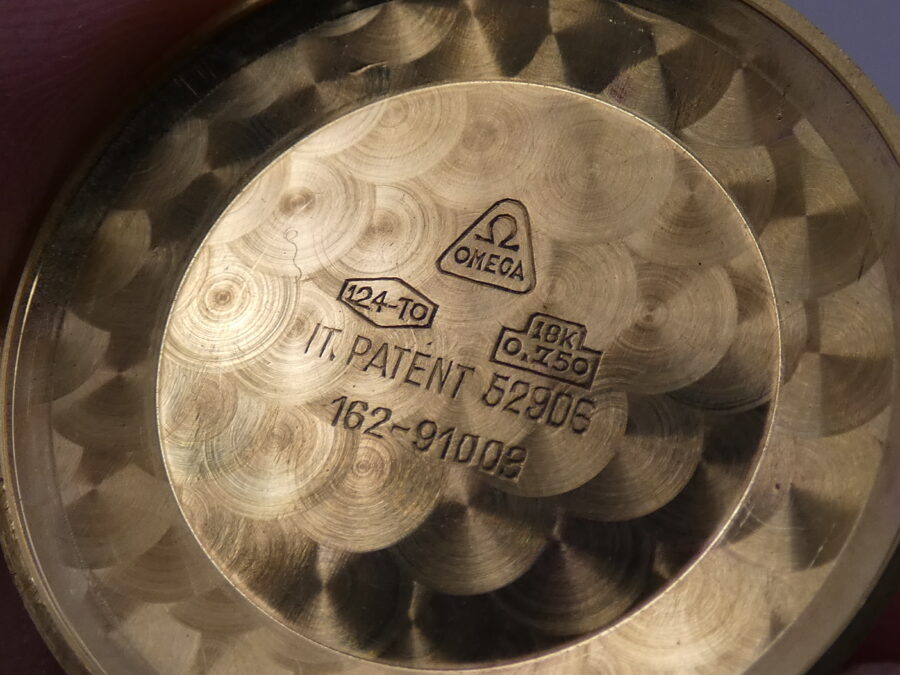 Ω
OMEGA
124-TO
18K
0.750
IT. PATENT 52906
162-91002